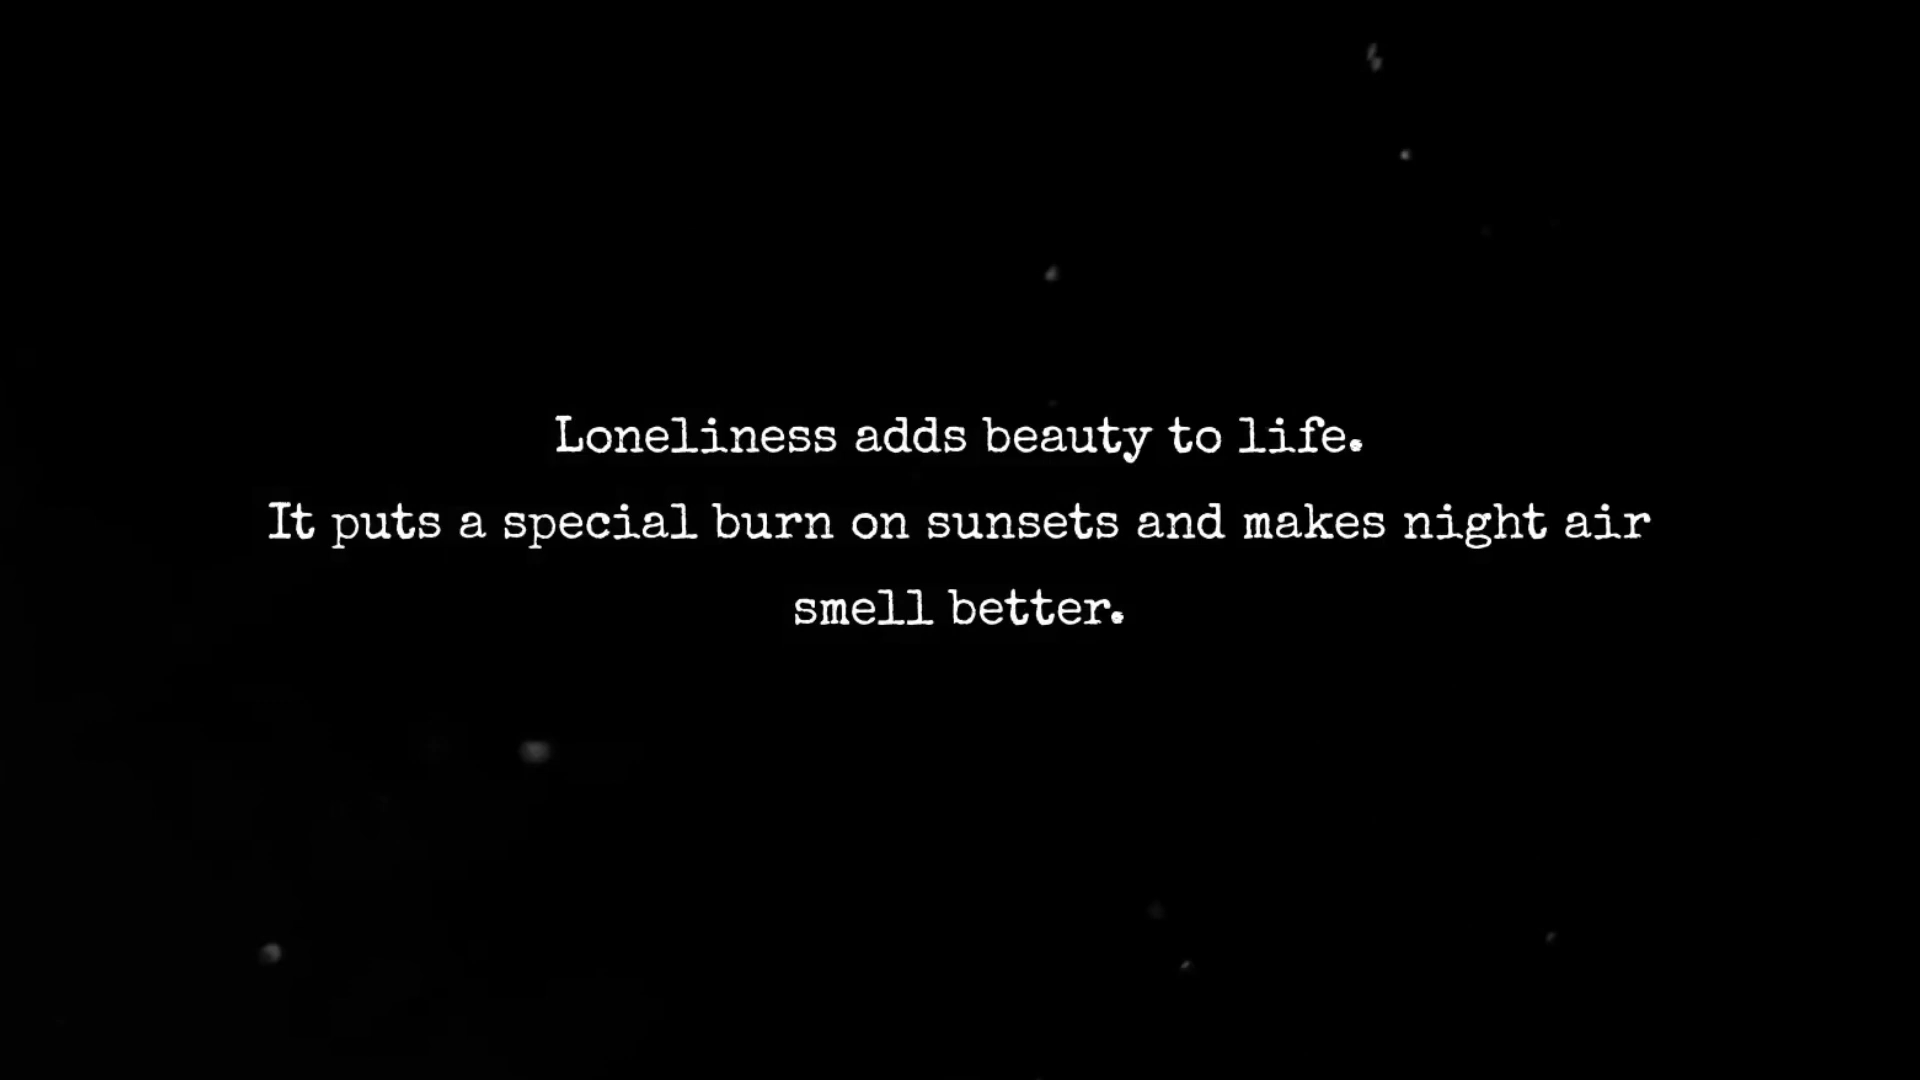 Loneliness adds beauty to life.
It puts a special burn on sunsets and makes night air
smell better.